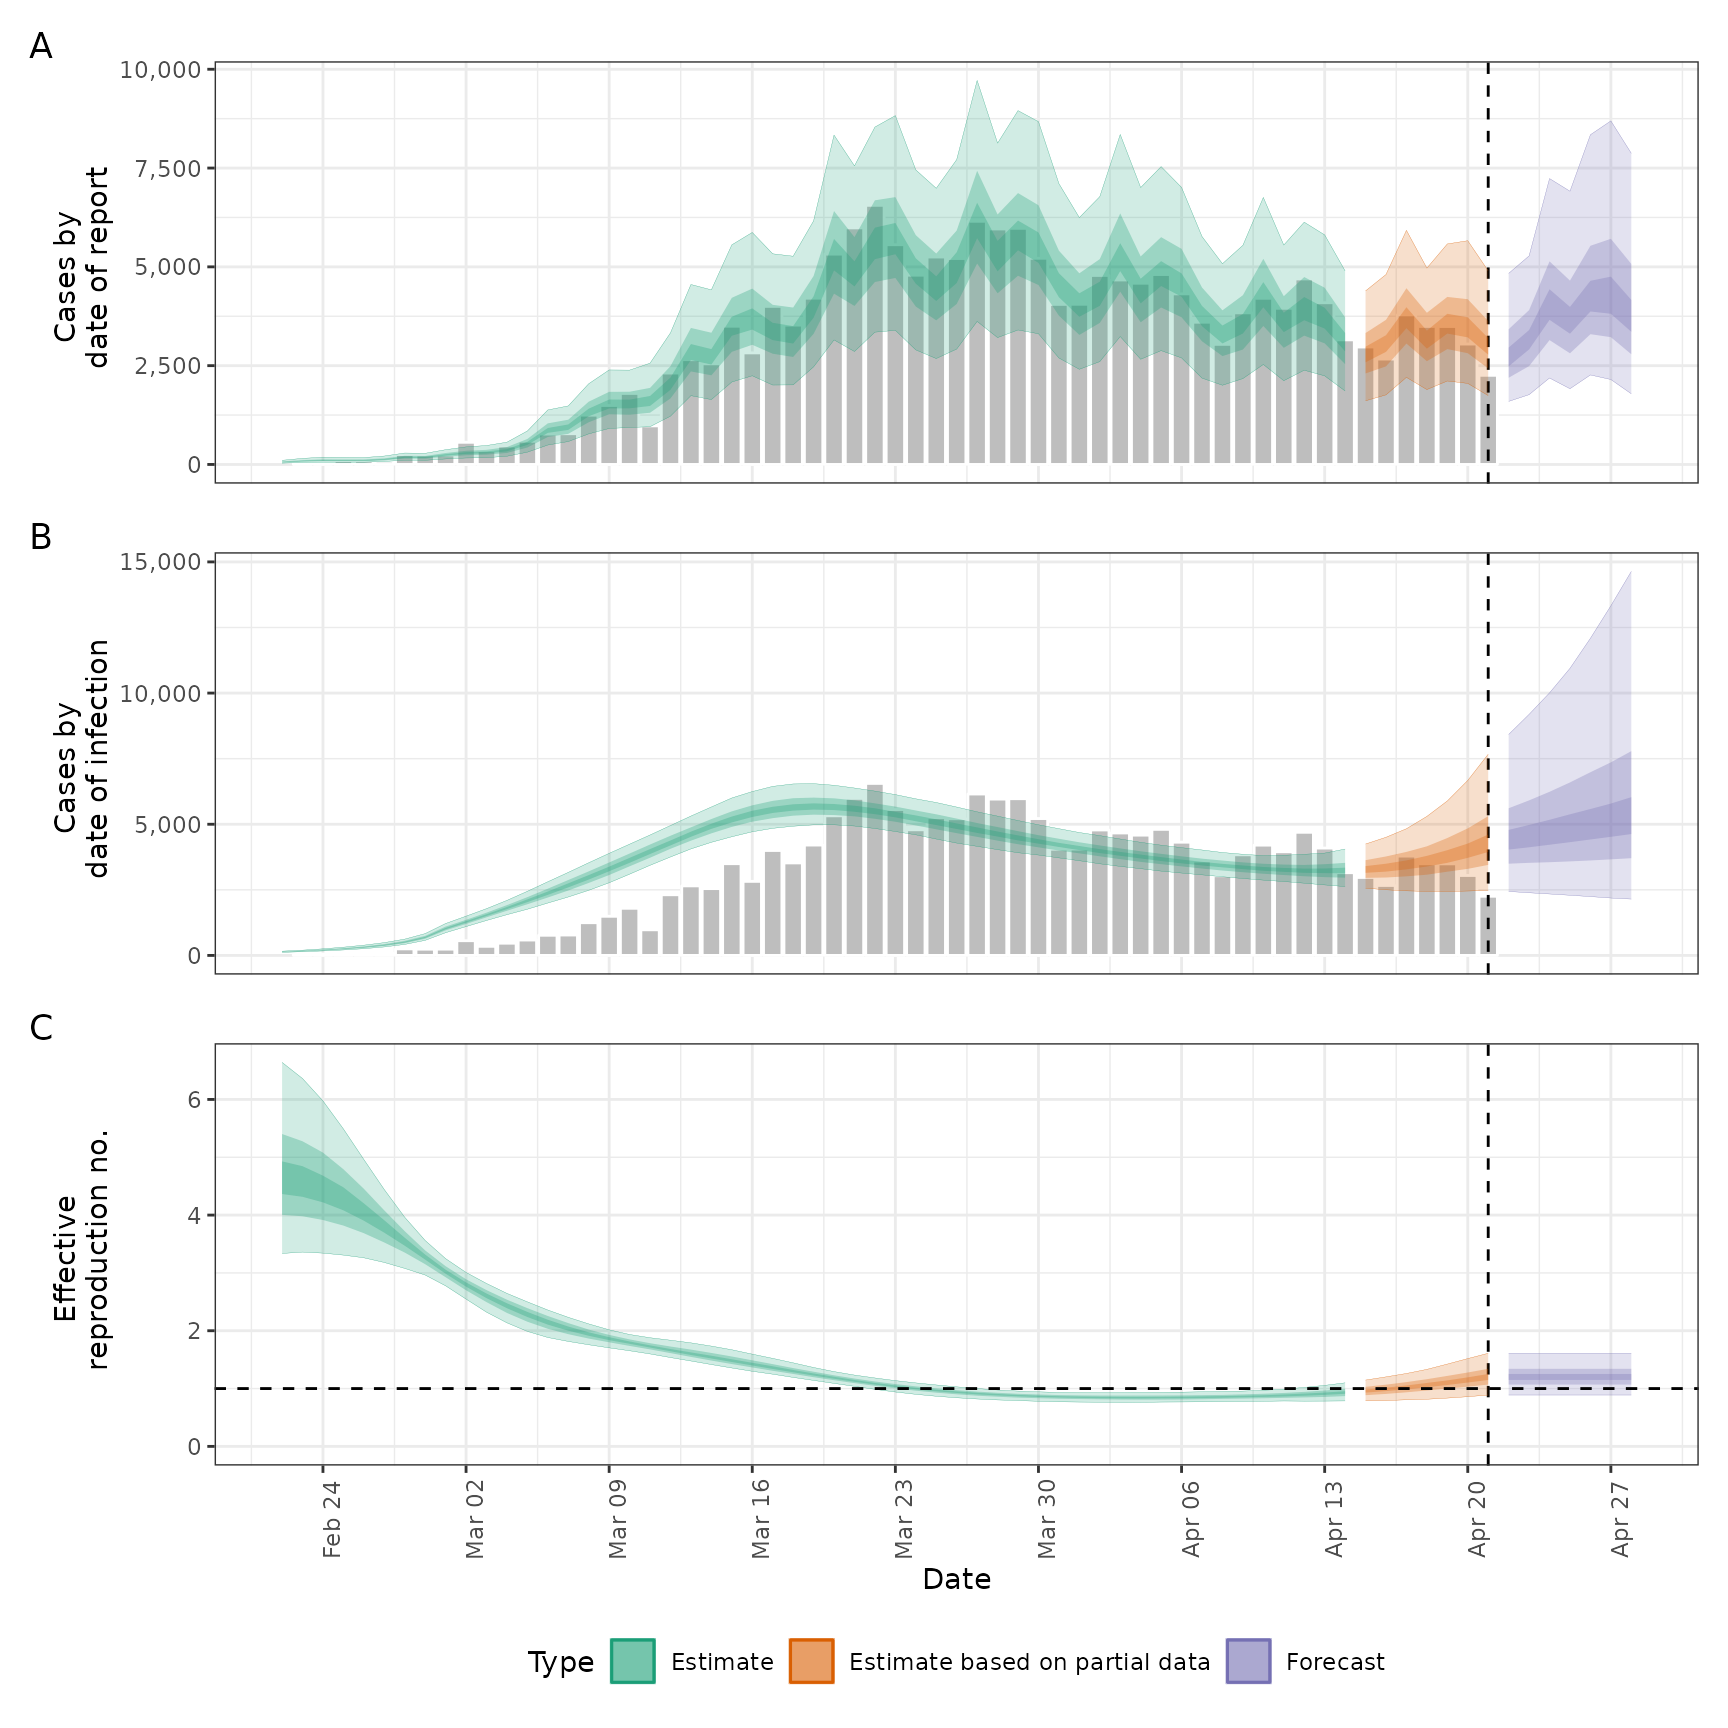 A
Cases by
date of report
10,000
7,500
5,000
2,500
0
B
Cases by
date of infection
15,000
10,000
5,000
0
C
Effective
reproduction no.
6
4
2
0
Feb 24
Mar 02
Mar 09
Mar 16
Mar 23
Mar 30
Apr 06
Apr 13
Apr 20
Apr 27
Date
Type
Estimate
Estimate based on partial data
Forecast